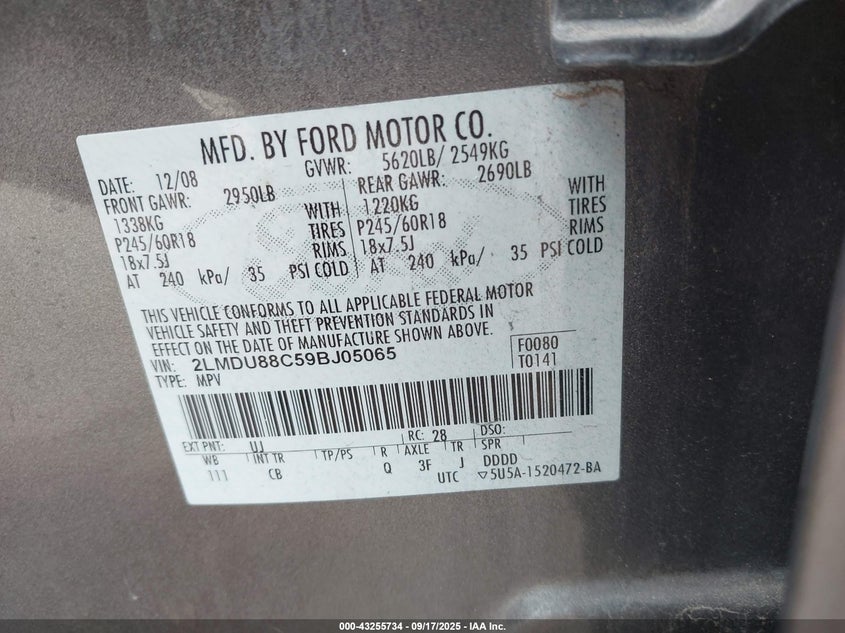 MFD. BY FORD MOTOR CO.
DATE: 12/08 GVWR: 5620LB/ 2549KG
FRONT GAWR: 2950LB REAR GAWR: 2690LB
1338KG WITH 1220KG WITH
P245/60R18 TIRES P245/60R18 TIRES
18x7.5J RIMS 18x7.5J RIMS
AT 240 kPa/ 35 PSI COLD AT 240 kPa/ 35 PSI COLD
THIS VEHICLE CONFORMS TO ALL APPLICABLE FEDERAL MOTOR
VEHICLE SAFETY AND THEFT PREVENTION STANDARDS IN
EFFECT ON THE DATE OF MANUFACTURE SHOWN ABOVE.
VIN: 2LMDU88C59BJ05065 F0080
TYPE: MPV T0141
EXT PNT: UJ RC: 28 DSO:
WB INT TR TP/PS R AXLE TR SPR
111 CB Q 3F J DDDD
UTC ▽5U5A-1520472-BA
000-43255734 - 09/17/2025 - IAA Inc.